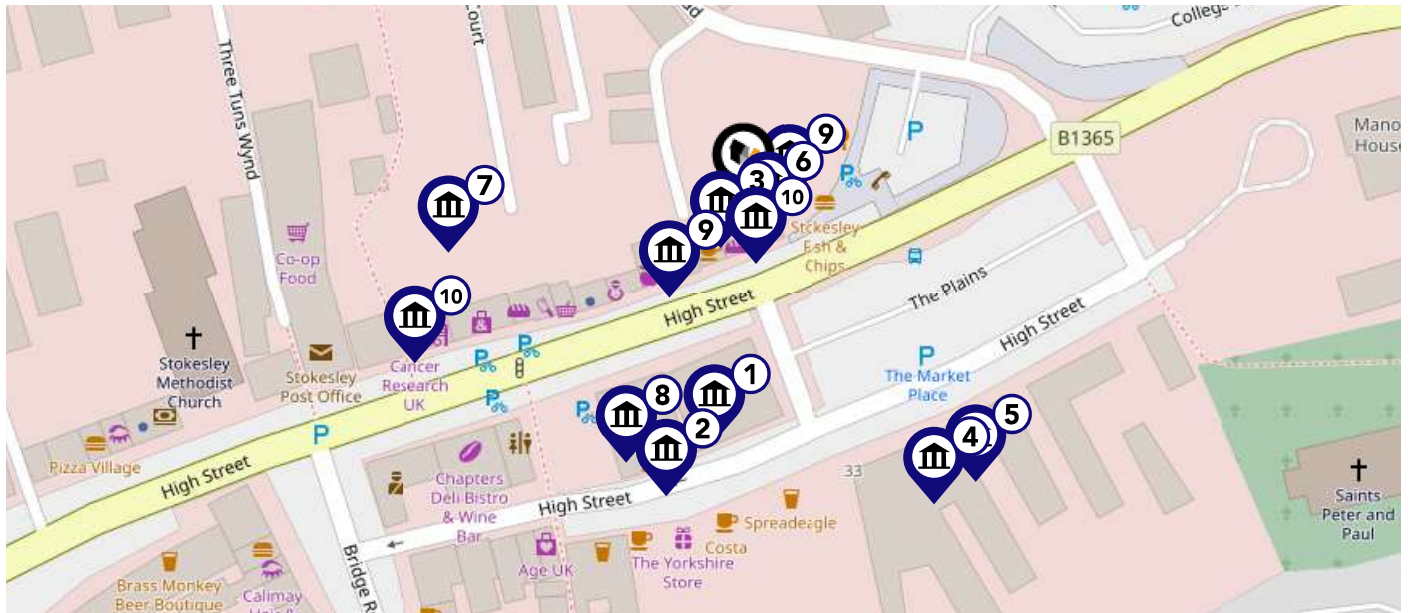 Court
College
Three Tuns Wynd
P
B1365
Mano
House
9
6
3
10
7
9
P
Stokesley
Fish &
Chips
Co-op
Food
The Plains
High Street
High Street
10
P
P
Stokesley
Methodist
Church
Stokesley
Post Office
Cancer
Research
UK
P
The Market
Place
1
8
2
5
4
P
P
P
Pizza Village
High Street
33
Chapters
Deli Bistro
& Wine
Bar
High Street
Spreadeagle
Costa
Saints
Peter and
Paul
Age UK
The Yorkshire
Store
Bridge R
Brass Monkey
Beer Boutique
Calimay
Hair &